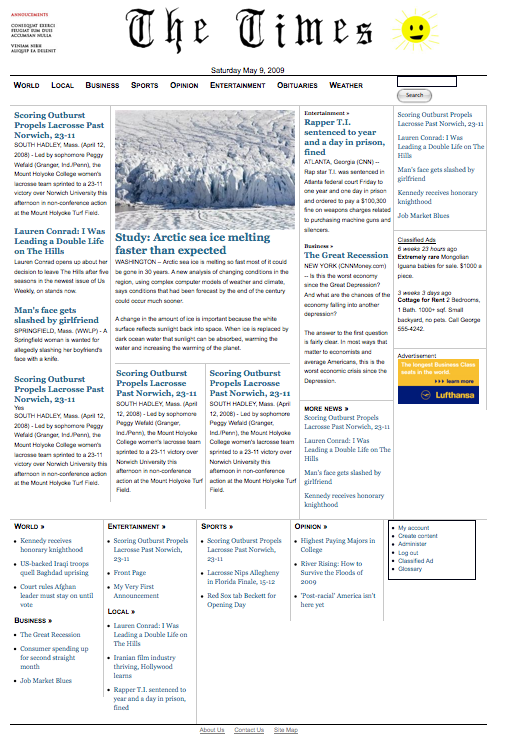 ANNOUCEMENTS
CONSEQUAT EXERCI
FEUGIAT EUM DUIS
ACCUMSAN NULLA
VENIAM NIBH
ALIQUIP EA DELENIT
The Times
Saturday May 9, 2009
WORLD LOCAL BUSINESS SPORTS OPINION ENTERTAINMENT OBITUARIES WEATHER
Search
Scoring Outburst
Propels Lacrosse Past
Norwich, 23-11
SOUTH HADLEY, Mass. (April 12,
2008) - Led by sophomore Peggy
Wefald (Granger, Ind./Penn), the
Mount Holyoke College women's
lacrosse team sprinted to a 23-11
victory over Norwich University this
afternoon in non-conference action
at the Mount Holyoke Turf Field.
Lauren Conrad: I Was
Leading a Double Life
on The Hills
Lauren Conrad opens up about her
decision to leave The Hills after five
seasons in the newest issue of Us
Weekly, on stands now.
Man's face gets
slashed by girlfriend
SPRINGFIELD, Mass. (WWLP) - A
Springfield woman is wanted for
allegedly slashing her boyfriend's
face with a knife.
Scoring Outburst
Propels Lacrosse Past
Norwich, 23-11
Yes
SOUTH HADLEY, Mass. (April 12,
2008) - Led by sophomore Peggy
Wefald (Granger, Ind./Penn), the
Mount Holyoke College women's
lacrosse team sprinted to a 23-11
victory over Norwich University this
afternoon in non-conference action
at the Mount Holyoke Turf Field.
Study: Arctic sea ice melting
faster than expected
WASHINGTON – Arctic sea ice is melting so fast most of it could
be gone in 30 years. A new analysis of changing conditions in the
region, using complex computer models of weather and climate,
says conditions that had been forecast by the end of the century
could occur much sooner.
A change in the amount of ice is important because the white
surface reflects sunlight back into space. When ice is replaced by
dark ocean water that sunlight can be absorbed, warming the
water and increasing the warming of the planet.
Scoring Outburst
Propels Lacrosse
Past Norwich, 23-11
SOUTH HADLEY, Mass. (April
12, 2008) - Led by sophomore
Peggy Wefald (Granger,
Ind./Penn), the Mount Holyoke
College women's lacrosse team
sprinted to a 23-11 victory over
Norwich University this
afternoon in non-conference
action at the Mount Holyoke Turf
Field.
Scoring Outburst
Propels Lacrosse
Past Norwich, 23-11
SOUTH HADLEY, Mass. (April
12, 2008) - Led by sophomore
Peggy Wefald (Granger,
Ind./Penn), the Mount Holyoke
College women's lacrosse team
sprinted to a 23-11 victory over
Norwich University this
afternoon in non-conference
action at the Mount Holyoke Turf
Field.
Entertainment »
Rapper T.I.
sentenced to year
and a day in prison,
fined
ATLANTA, Georgia (CNN) --
Rap star T.I. was sentenced in
Atlanta federal court Friday to
one year and one day in prison
and ordered to pay a $100,300
fine on weapons charges related
to purchasing machine guns and
silencers.
Business »
The Great Recession
NEW YORK (CNNMoney.com)
-- Is this the worst economy
since the Great Depression?
And what are the chances of the
economy falling into another
depression?
The answer to the first question
is fairly clear. In most ways that
matter to economists and
average Americans, this is the
worst economic crisis since the
Depression.
MORE NEWS »
Scoring Outburst Propels
Lacrosse Past Norwich, 23-11
Lauren Conrad: I Was
Leading a Double Life on The
Hills
Man's face gets slashed by
girlfriend
Kennedy receives honorary
knighthood
Scoring Outburst Propels
Lacrosse Past Norwich, 23-11
Lauren Conrad: I Was
Leading a Double Life on The
Hills
Man's face gets slashed by
girlfriend
Kennedy receives honorary
knighthood
Job Market Blues
Classified Ads
6 weeks 23 hours ago
Extremely rare Mongolian
Iguana babies for sale. $1000 a
piece.
6 weeks 3 days ago
Cottage for Rent 2 Bedrooms,
1 Bath. 1000+ sqf. Small
backyard, no pets. Call George
555-4242.
Advertisement
The longest Business Class
seats in the world.
learn more
Lufthansa
WORLD »
Kennedy receives
honorary knighthood
US-backed Iraqi troops
quell Baghdad uprising
Court rules Afghan
leader must stay on until
vote
BUSINESS »
The Great Recession
Consumer spending up
for second straight
month
Job Market Blues
ENTERTAINMENT »
Scoring Outburst Propels
Lacrosse Past Norwich,
23-11
Front Page
My Very First
Announcement
LOCAL »
Lauren Conrad: I Was
Leading a Double Life on
The Hills
Iranian film industry
thriving, Hollywood
learns
Rapper T.I. sentenced to
year and a day in prison,
fined
SPORTS »
Scoring Outburst Propels
Lacrosse Past Norwich,
23-11
Lacrosse Nips Allegheny
in Florida Finale, 15-12
Red Sox tab Beckett for
Opening Day
OPINION »
Highest Paying Majors in
College
River Rising: How to
Survive the Floods of
2009
'Post-racial' America isn't
here yet
My account
Create content
Administer
Log out
Classified Ad
Glossary
About Us Contact Us Site Map